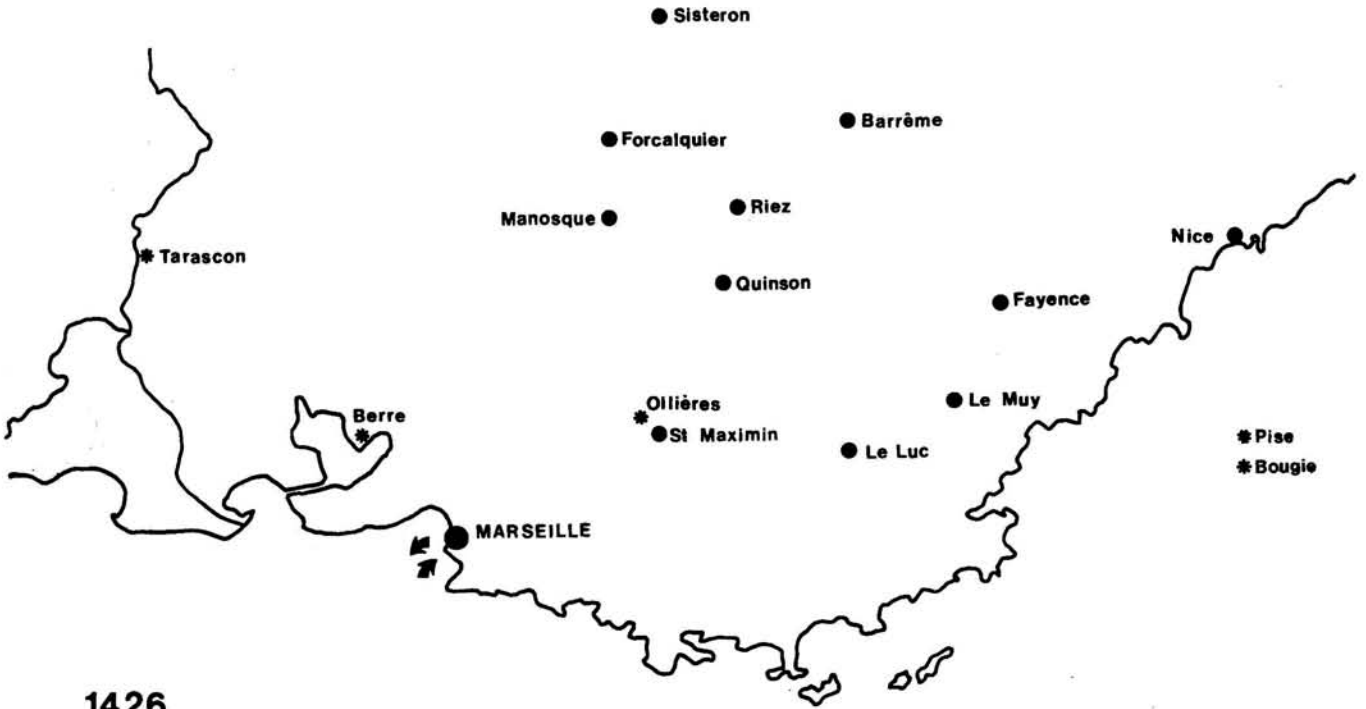 Sisteron
Barrême
Forcalquier
Riez
Manosque
Nice
Tarascon
Quinson
Fayence
Ollières
Le Muy
Berre
St Maximin
Pise
Le Luc
Bougie
MARSEILLE
1426